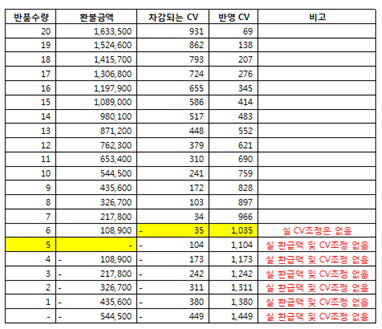 반품수량 환불금액 차감되는 CV 반영 CV 비고
20 1,633,500 931 69
19 1,524,600 862 138
18 1,415,700 793 207
17 1,306,800 724 276
16 1,197,900 655 345
15 1,089,000 586 414
14 980,100 517 483
13 871,200 448 552
12 762,300 379 621
11 653,400 310 690
10 544,500 241 759
9 435,600 172 828
8 326,700 103 897
7 217,800 34 966
6 108,900 - 35 1,035 실 CV조정은 없음
5 - - 104 1,104 실 환급액 및 CV조정 없음
4 - 108,900 - 173 1,173 실 환급액 및 CV조정 없음
3 - 217,800 - 242 1,242 실 환급액 및 CV조정 없음
2 - 326,700 - 311 1,311 실 환급액 및 CV조정 없음
1 - 435,600 - 380 1,380 실 환급액 및 CV조정 없음
- - 544,500 - 449 1,449 실 환급액 및 CV조정 없음